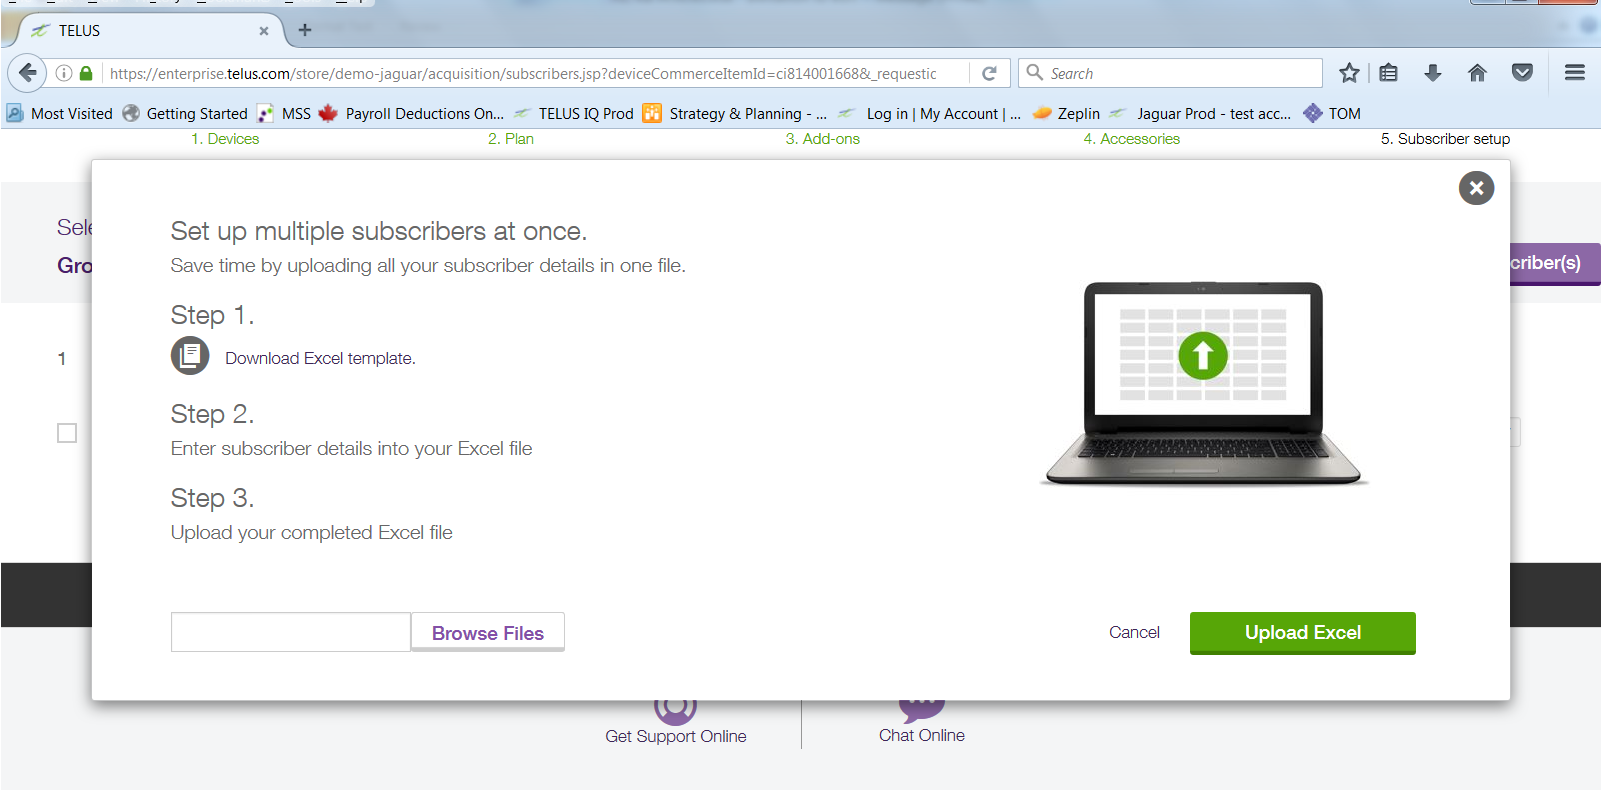 TELUS
https://enterprise.telus.com/store/demo-jaguar/acquisition/subscribers.jsp?deviceCommerceItemId=ci814001668&_requestic
Search
Most Visited Getting Started MSS Payroll Deductions On... TELUS IQ Prod Strategy & Planning - ... Log in | My Account | ... Zeplin Jaguar Prod - test acc... TOM
1. Devices 2. Plan 3. Add-ons 4. Accessories 5. Subscriber setup
Set up multiple subscribers at once.
Sele
Save time by uploading all your subscriber details in one file.
Gro
criber(s)
Step 1.
1
Download Excel template.
Step 2.
Enter subscriber details into your Excel file
Step 3.
Upload your completed Excel file
Browse Files
Cancel
Upload Excel
Get Support Online
Chat Online